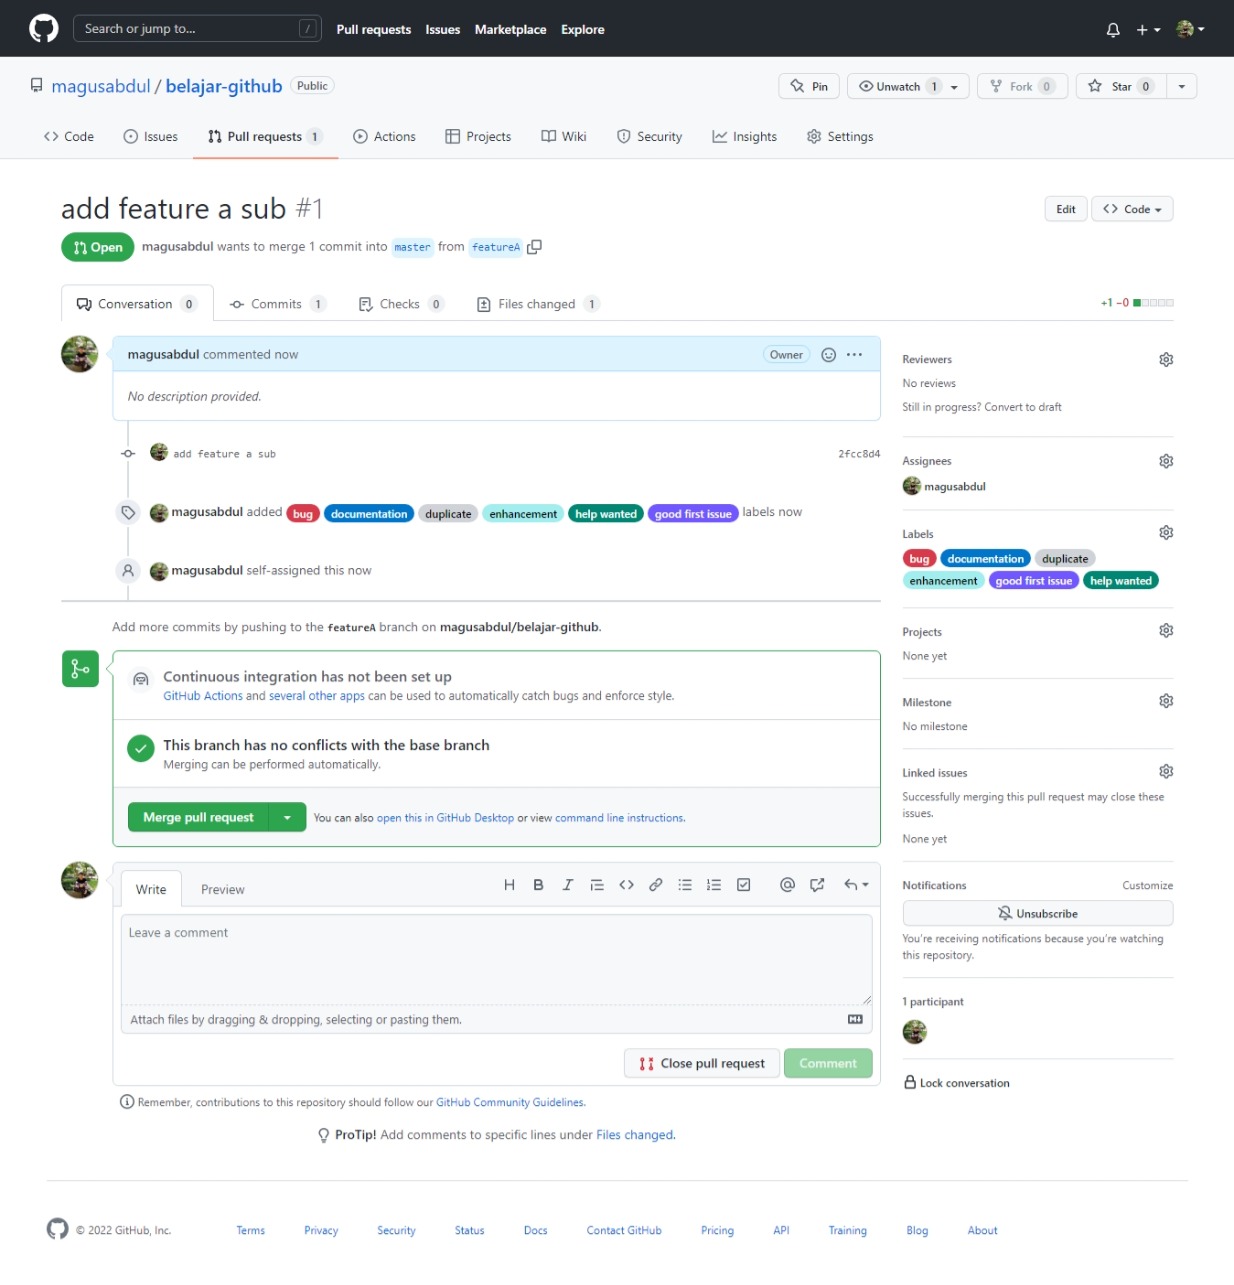 Search or jump to... /
Pull requests Issues Marketplace Explore
magusabdul / belajar-github Public
Pin Unwatch 1 Fork 0 Star 0
Code Issues Pull requests 1 Actions Projects Wiki Security Insights Settings
add feature a sub #1
Edit Code
Open magusabdul wants to merge 1 commit into master from featureA
Conversation 0 Commits 1 Checks 0 Files changed 1
+1 −0
magusabdul commented now
Owner
No description provided.
add feature a sub
2fcc8d4
magusabdul added bug documentation duplicate enhancement help wanted good first issue labels now
magusabdul self-assigned this now
Add more commits by pushing to the featureA branch on magusabdul/belajar-github.
Continuous integration has not been set up
GitHub Actions and several other apps can be used to automatically catch bugs and enforce style.
This branch has no conflicts with the base branch
Merging can be performed automatically.
Merge pull request
You can also open this in GitHub Desktop or view command line instructions.
Write Preview
H B I
Leave a comment
Attach files by dragging & dropping, selecting or pasting them.
Close pull request Comment
Remember, contributions to this repository should follow our GitHub Community Guidelines.
ProTip! Add comments to specific lines under Files changed.
Reviewers
No reviews
Still in progress? Convert to draft
Assignees
magusabdul
Labels
bug documentation duplicate
enhancement good first issue help wanted
Projects
None yet
Milestone
No milestone
Linked issues
Successfully merging this pull request may close these
issues.
None yet
Notifications Customize
Unsubscribe
You're receiving notifications because you're watching
this repository.
1 participant
Lock conversation
© 2022 GitHub, Inc. Terms Privacy Security Status Docs Contact GitHub Pricing API Training Blog About